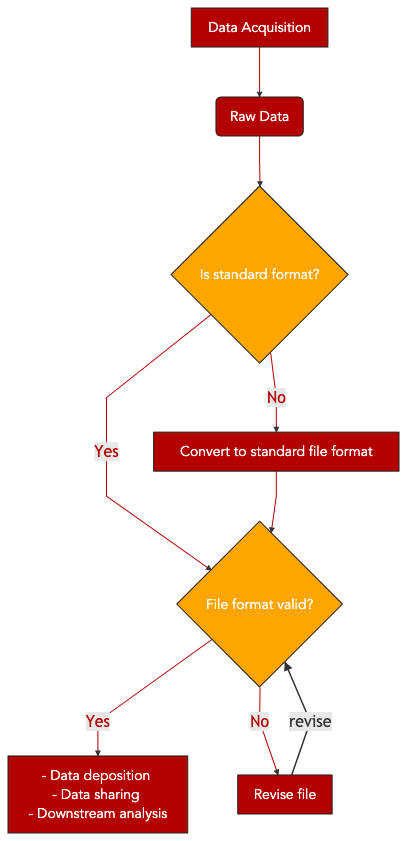 Data Acquisition
Raw Data
Is standard format?
No
Yes
Convert to standard file format
File format valid?
Yes
No
revise
- Data deposition
- Data sharing
- Downstream analysis
Revise file